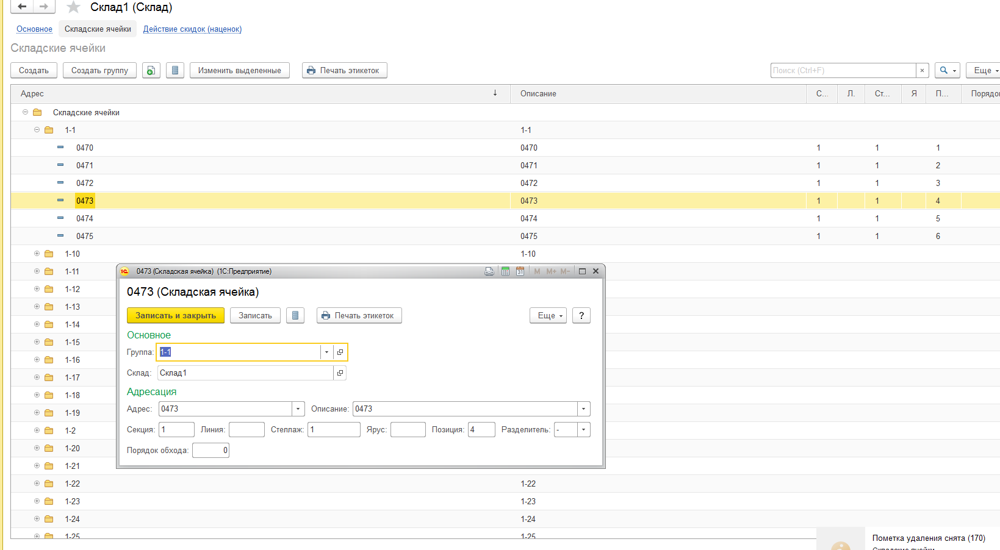 Склад1 (Склад)
Основное Складские ячейки Действие скидок (наценок)
Складские ячейки
Создать Создать группу Изменить выделенные Печать этикеток Поиск (Ctrl+F) × Еще
Адрес ↓ Описание С... Л. Ст... Я П... Порядо
Складские ячейки
1-1 1-1
0470 0470 1 1 1
0471 0471 1 1 2
0472 0472 1 1 3
0473 0473 1 1 4
0474 0474 1 1 5
0475 0475 1 1 6
1-10 1-10
1-11
1-12
1-13
1-14
1-15
1-16
1-17
1-18
1-19
1-2
1-20
1-21
1-22 1-22
1-23 1-23
1-24 1-24
1-25 1-25
0473 (Складская ячейка) (1С:Предприятие) 31 M M+ M-
0473 (Складская ячейка)
Записать и закрыть Записать Печать этикеток Еще ?
Основное
Группа: 1-1
Склад: Склад1
Адресация
Адрес: 0473 Описание: 0473
Секция: 1 Линия: Стеллаж: 1 Ярус: Позиция: 4 Разделитель: -
Порядок обхода: 0
Пометка удаления снята (170)
Складские ячейки